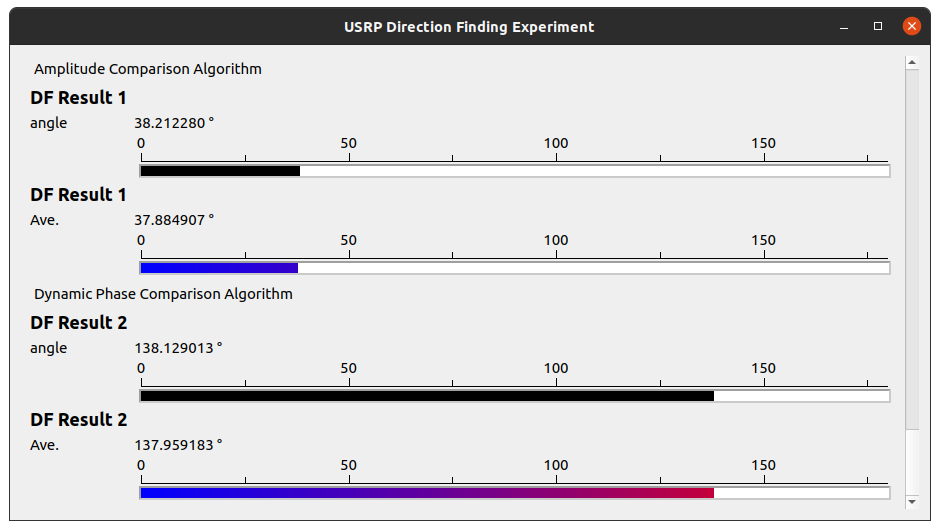 USRP Direction Finding Experiment
Amplitude Comparison Algorithm
DF Result 1
angle 38.212280 °
0 50 100 150
DF Result 1
Ave. 37.884907 °
0 50 100 150
Dynamic Phase Comparison Algorithm
DF Result 2
angle 138.129013 °
0 50 100 150
DF Result 2
Ave. 137.959183 °
0 50 100 150